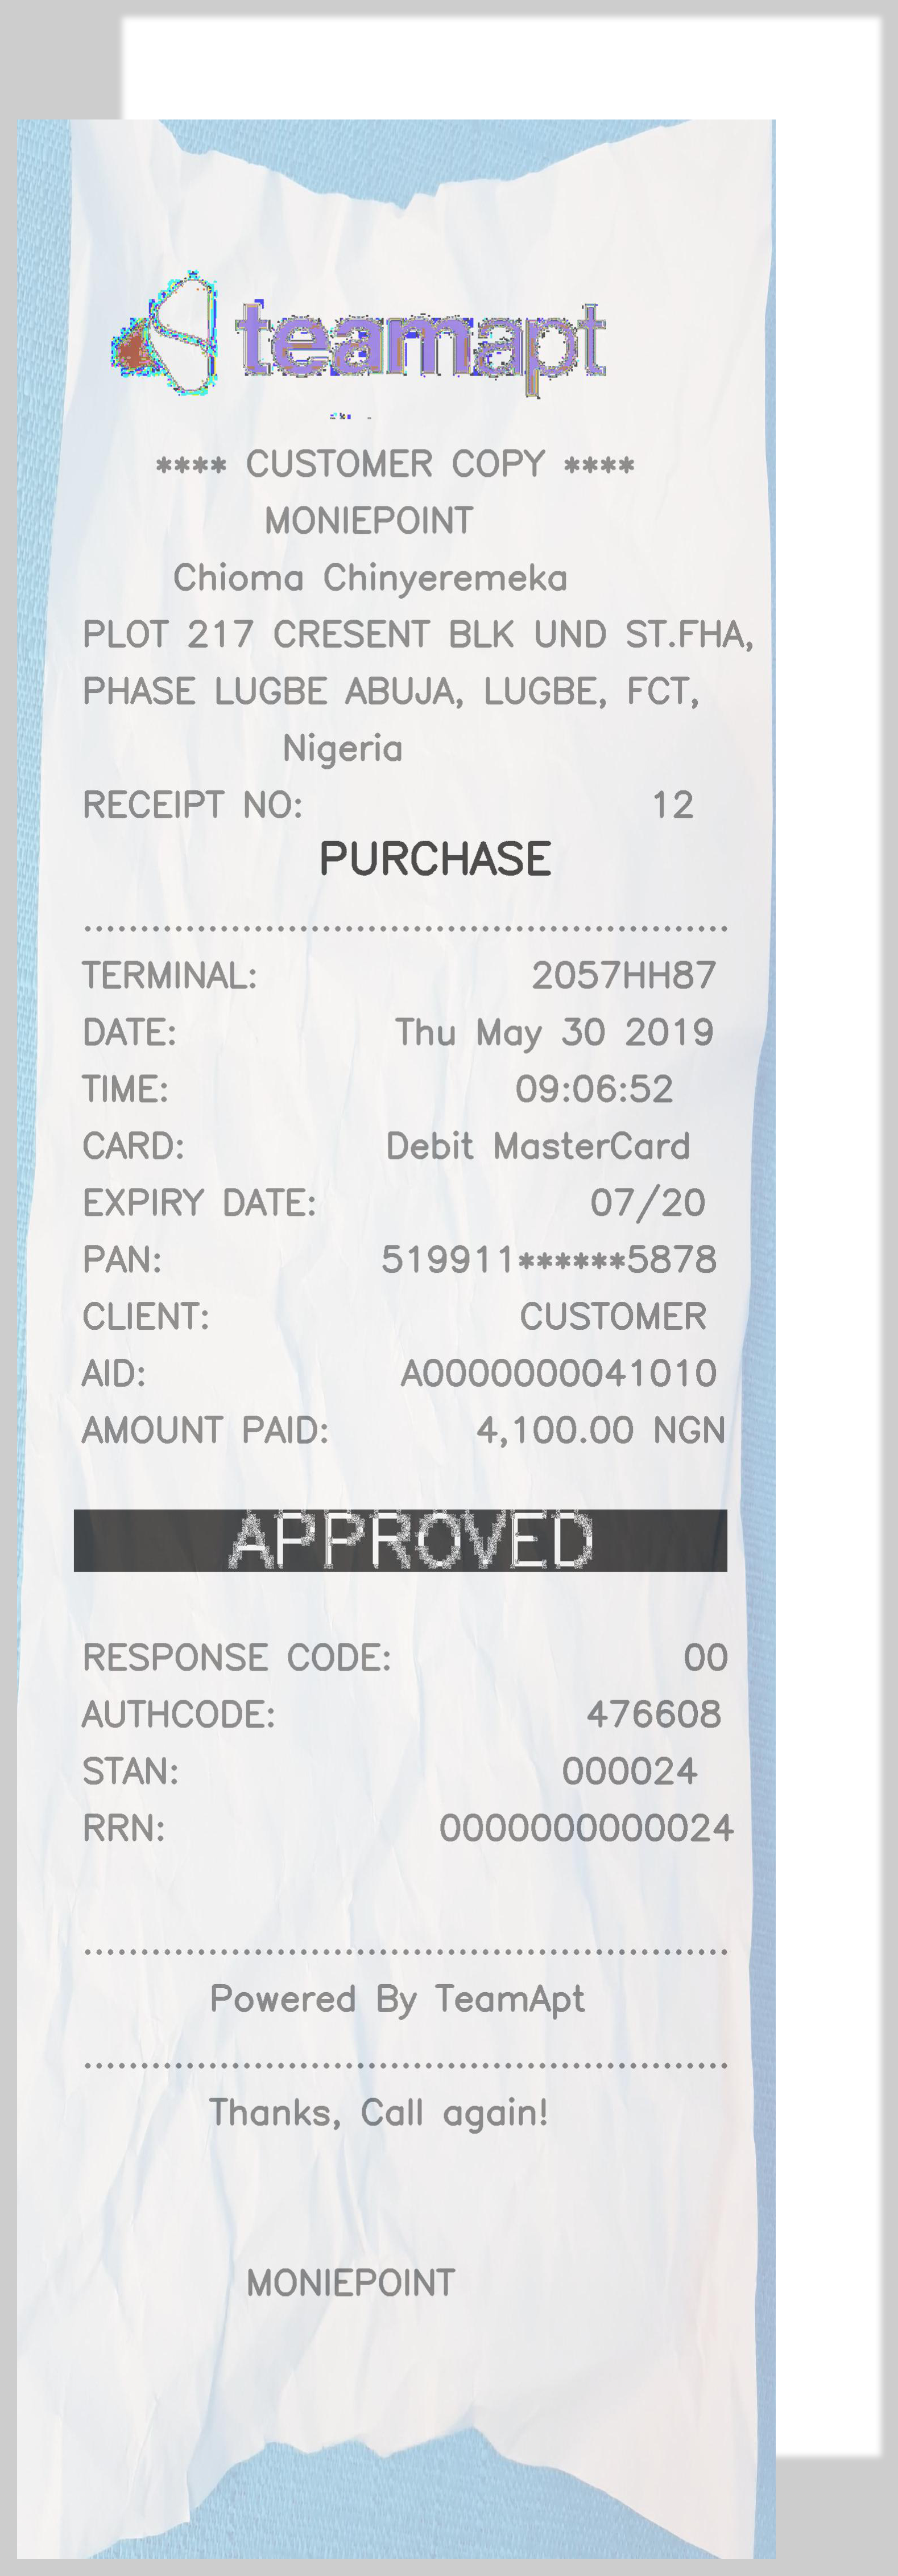 teamapt
**** CUSTOMER COPY ****
MONIEPOINT
Chioma Chinyeremeka
PLOT 217 CRESENT BLK UND ST.FHA,
PHASE LUGBE ABUJA, LUGBE, FCT,
Nigeria
RECEIPT NO: 12
PURCHASE
TERMINAL: 2057HH87
DATE: Thu May 30 2019
TIME: 09:06:52
CARD: Debit MasterCard
EXPIRY DATE: 07/20
PAN: 519911******5878
CLIENT: CUSTOMER
AID: A0000000041010
AMOUNT PAID: 4,100.00 NGN
APPROVED
RESPONSE CODE: 00
AUTHCODE: 476608
STAN: 000024
RRN: 0000000000024
Powered By TeamApt
Thanks, Call again!
MONIEPOINT